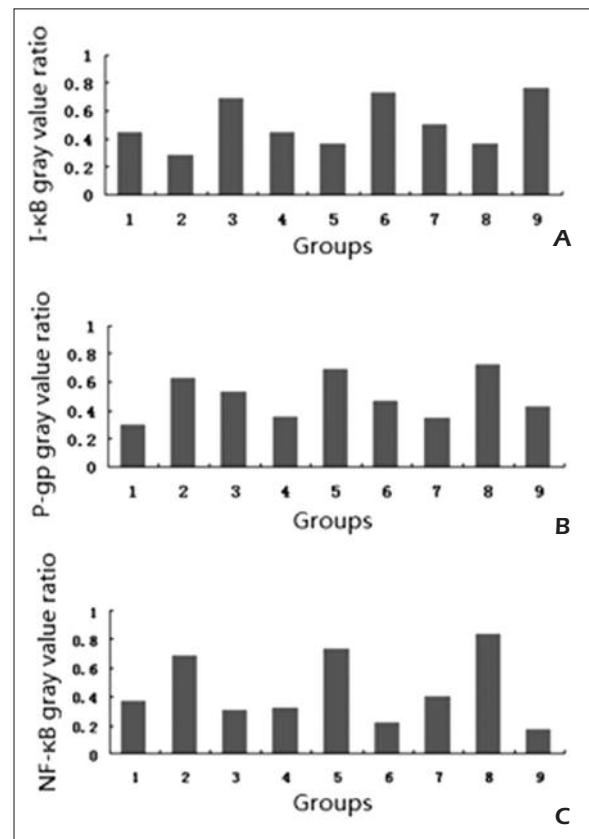 I-κB gray value ratio
1
0.8
0.6
0.4
0.2
0
1 2 3 4 5 6 7 8 9
Groups
A
P-gp gray value ratio
1
0.8
0.6
0.4
0.2
0
1 2 3 4 5 6 7 8 9
Groups
B
NF-κB gray value ratio
1
0.8
0.6
0.4
0.2
0
1 2 3 4 5 6 7 8 9
Groups
C